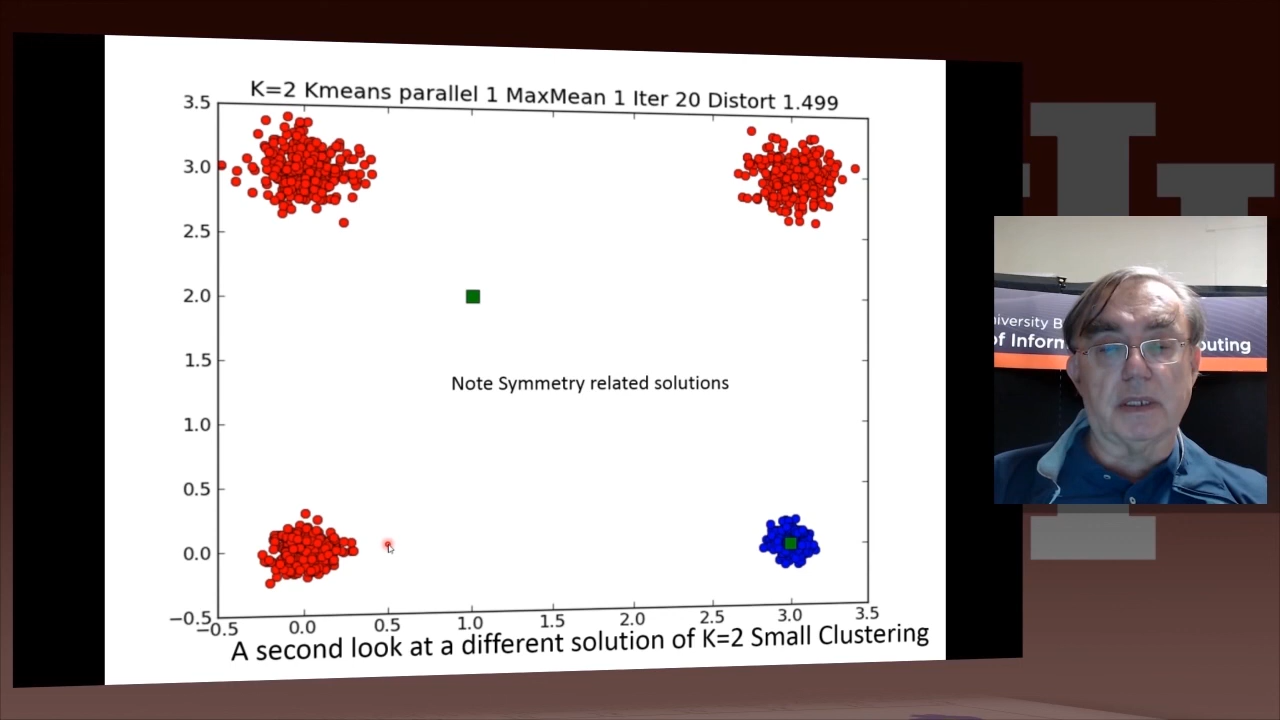 K=2 Kmeans parallel 1 MaxMean 1 Iter 20 Distort 1.499
3.5
3.0
2.5
2.0
1.5
1.0
0.5
0.0
−0.5
Note Symmetry related solutions
−0.5 0.0 0.5 1.0 1.5 2.0 2.5 3.0 3.5
A second look at a different solution of K=2 Small Clustering